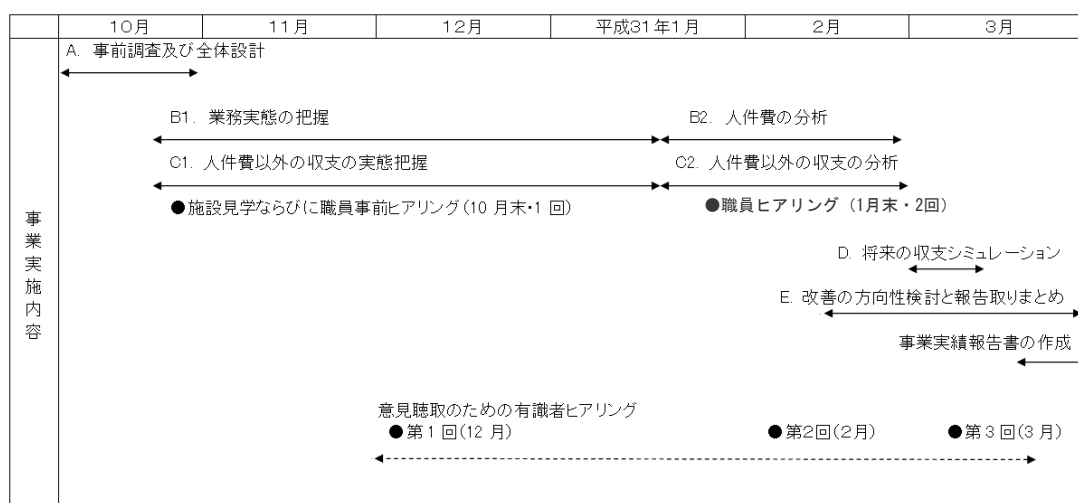 10月 11月 12月 平成31年1月 2月 3月
事業実施内容
A. 事前調査及び全体設計
B1. 業務実態の把握 B2. 人件費の分析
C1. 人件費以外の収支の実態把握 C2. 人件費以外の収支の分析
●施設見学ならびに職員事前ヒアリング(10 月末・1 回) ●職員ヒアリング (1月末・2回)
D. 将来の収支シミュレーション
E. 改善の方向性検討と報告取りまとめ
事業実績報告書の作成
意見聴取のための有識者ヒアリング
●第1回(12 月) ●第2回(2月) ●第3回(3 月)